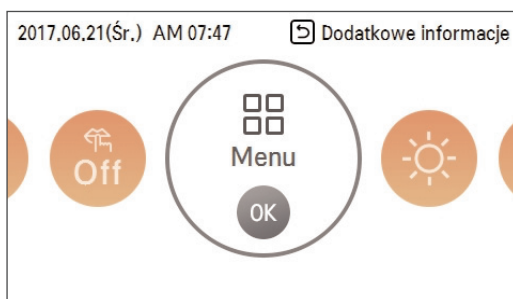 2017.06.21(Śr.) AM 07:47
Dodatkowe informacje
Off
Menu
OK